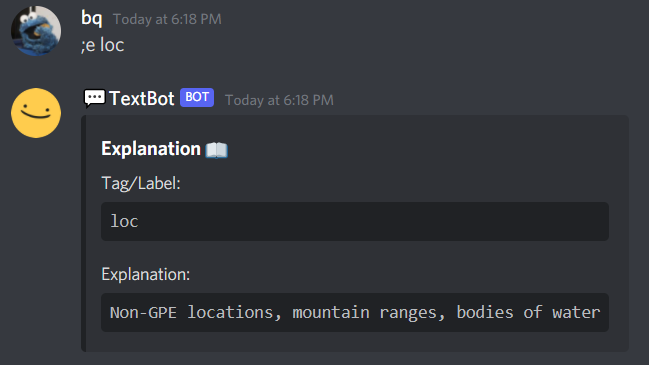 bq Today at 6:18 PM
;e loc
💬 TextBot BOT Today at 6:18 PM
Explanation 📖
Tag/Label:
loc
Explanation:
Non-GPE locations, mountain ranges, bodies of water